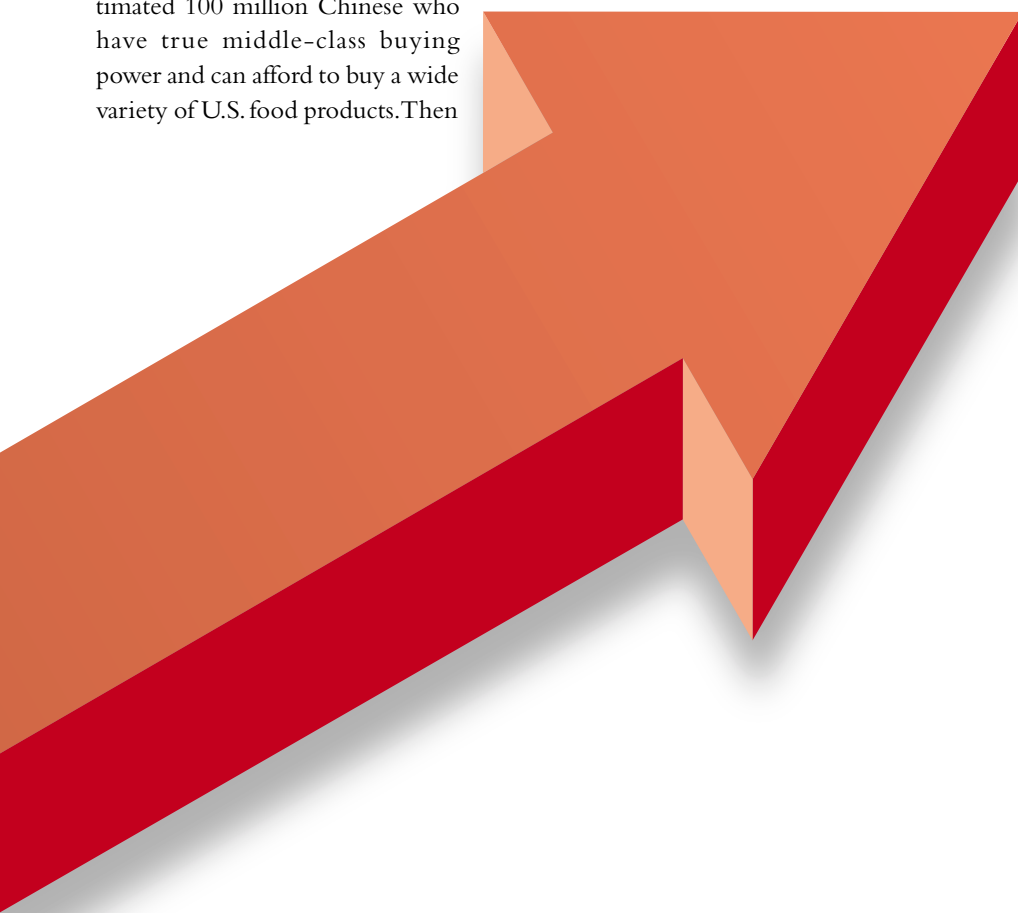 timated 100 million Chinese who
have true middle-class buying
power and can afford to buy a wide
variety of U.S. food products. Then